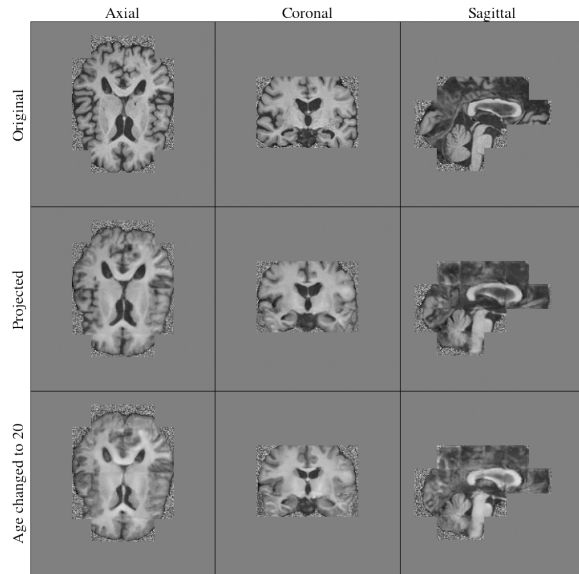 Axial
Coronal
Sagittal
Original
Projected
Age changed to 20